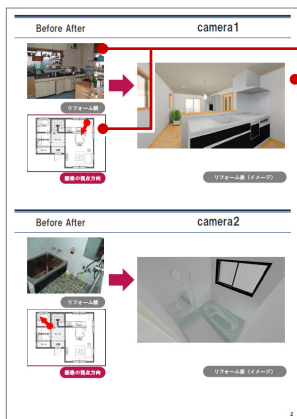 Before After
camera1
リフォーム前
画像の視点方向
リフォーム後（イメージ）
Before After
camera2
リフォーム前
画像の視点方向
リフォーム後（イメージ）
2